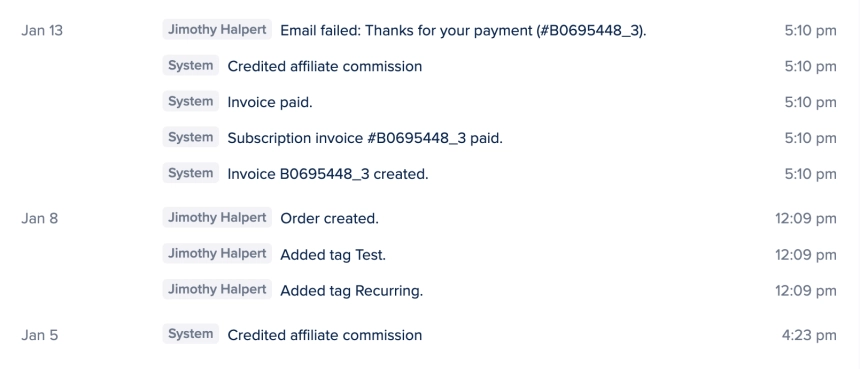 Jan 13 Jimothy Halpert Email failed: Thanks for your payment (#B0695448_3). 5:10 pm
System Credited affiliate commission 5:10 pm
System Invoice paid. 5:10 pm
System Subscription invoice #B0695448_3 paid. 5:10 pm
System Invoice B0695448_3 created. 5:10 pm
Jan 8 Jimothy Halpert Order created. 12:09 pm
Jimothy Halpert Added tag Test. 12:09 pm
Jimothy Halpert Added tag Recurring. 12:09 pm
Jan 5 System Credited affiliate commission 4:23 pm